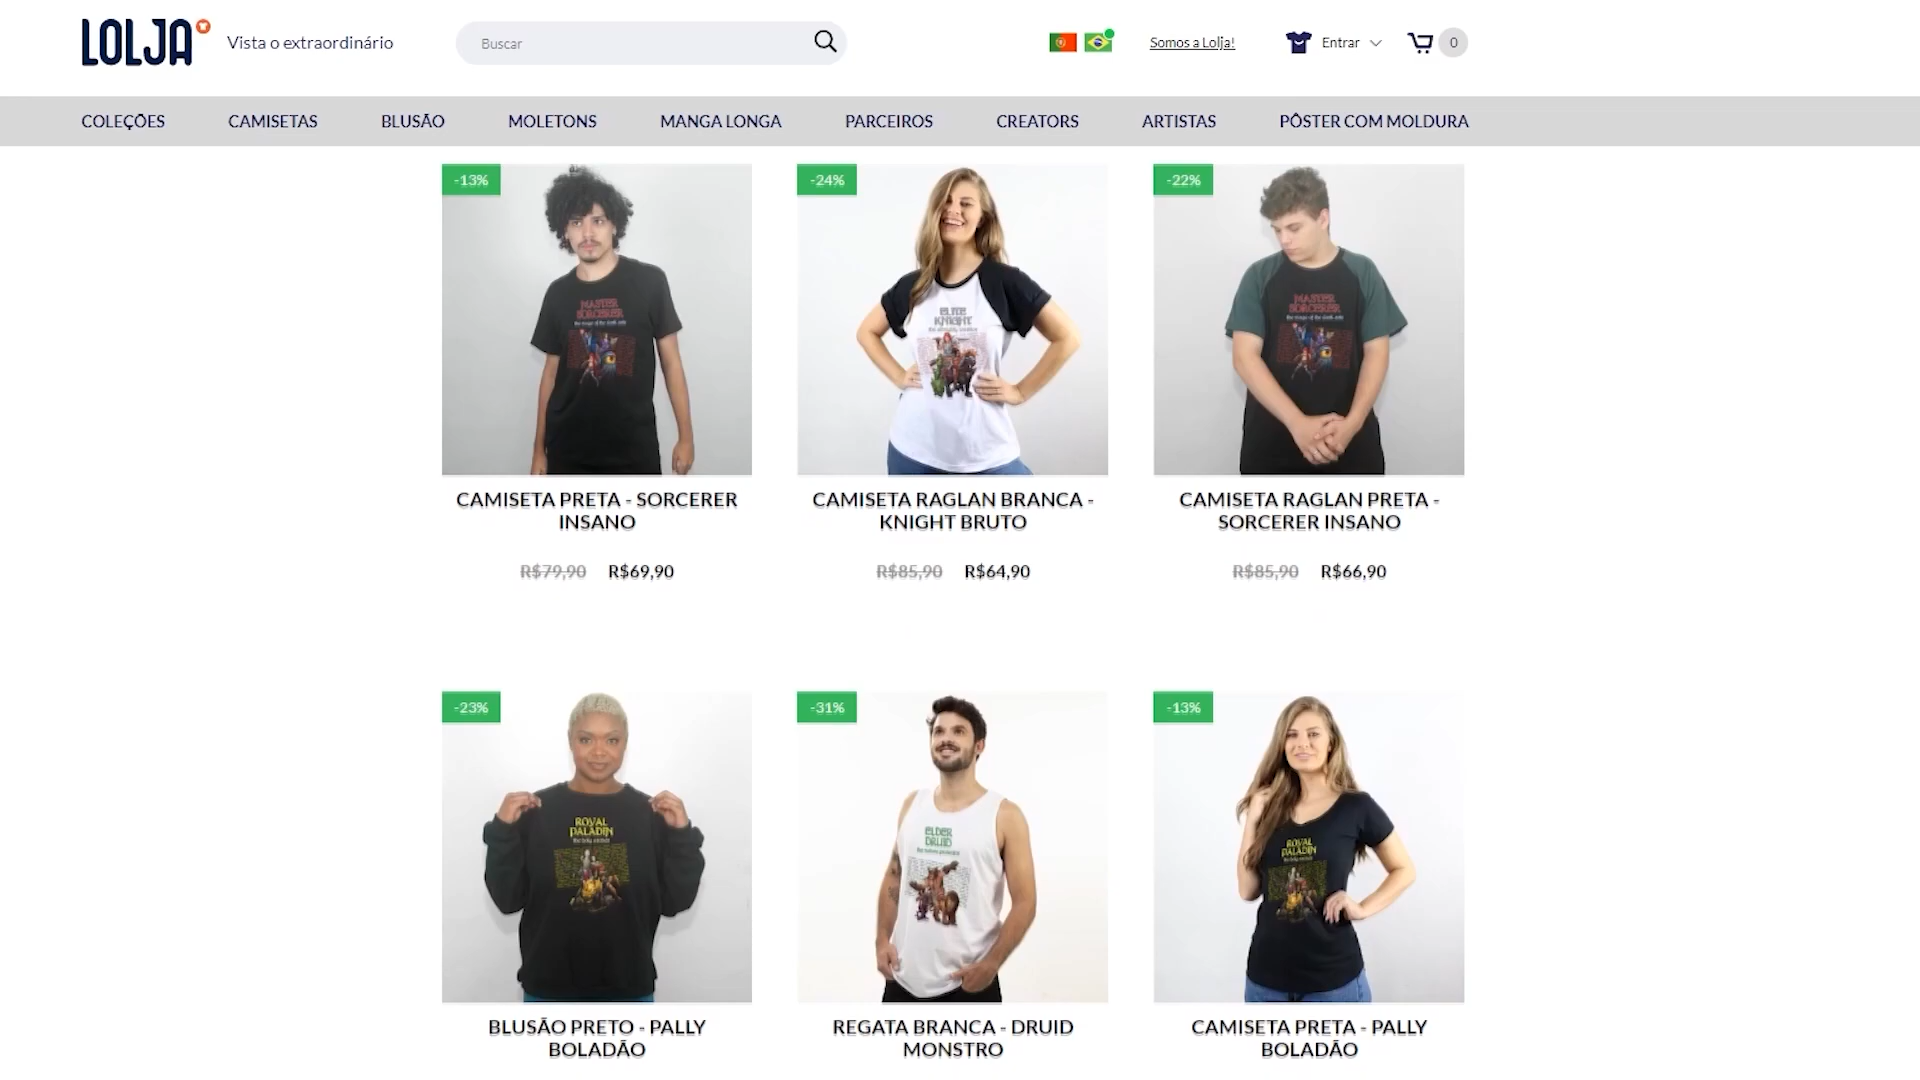 LOLJA
Vista o extraordinário
Buscar
Somos a Lolja!
Entrar
0
COLEÇÕES
CAMISETAS
BLUSÃO
MOLETONS
MANGA LONGA
PARCEIROS
CREATORS
ARTISTAS
PÔSTER COM MOLDURA
-13%
-24%
-22%
MASTER
SORCERER
ELITE
KNIGHT
MASTER
SORCERER
CAMISETA PRETA - SORCERER
INSANO
CAMISETA RAGLAN BRANCA -
KNIGHT BRUTO
CAMISETA RAGLAN PRETA -
SORCERER INSANO
R$79,90 R$69,90
R$85,90 R$64,90
R$85,90 R$66,90
-23%
-31%
-13%
ROYAL
PALADIN
ELDER
DRUID
ROYAL
PALADIN
BLUSÃO PRETO - PALLY
BOLADÃO
REGATA BRANCA - DRUID
MONSTRO
CAMISETA PRETA - PALLY
BOLADÃO